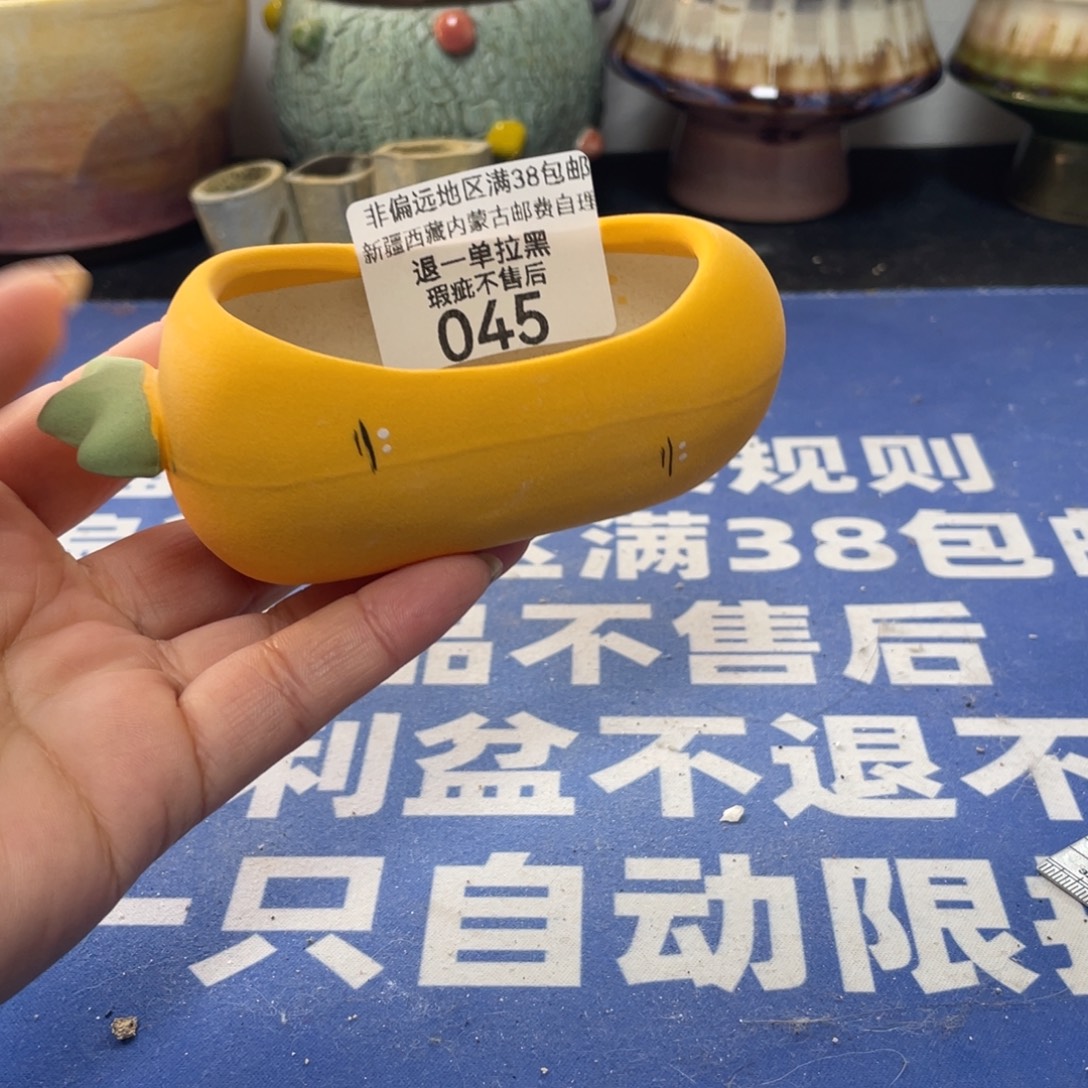 非偏远地区满38包邮
新疆西藏内蒙古邮费自理
退一单拉黑
瑕疵不售后
045
规则
区满38包
品不售后
利盆不退不
一只自动限